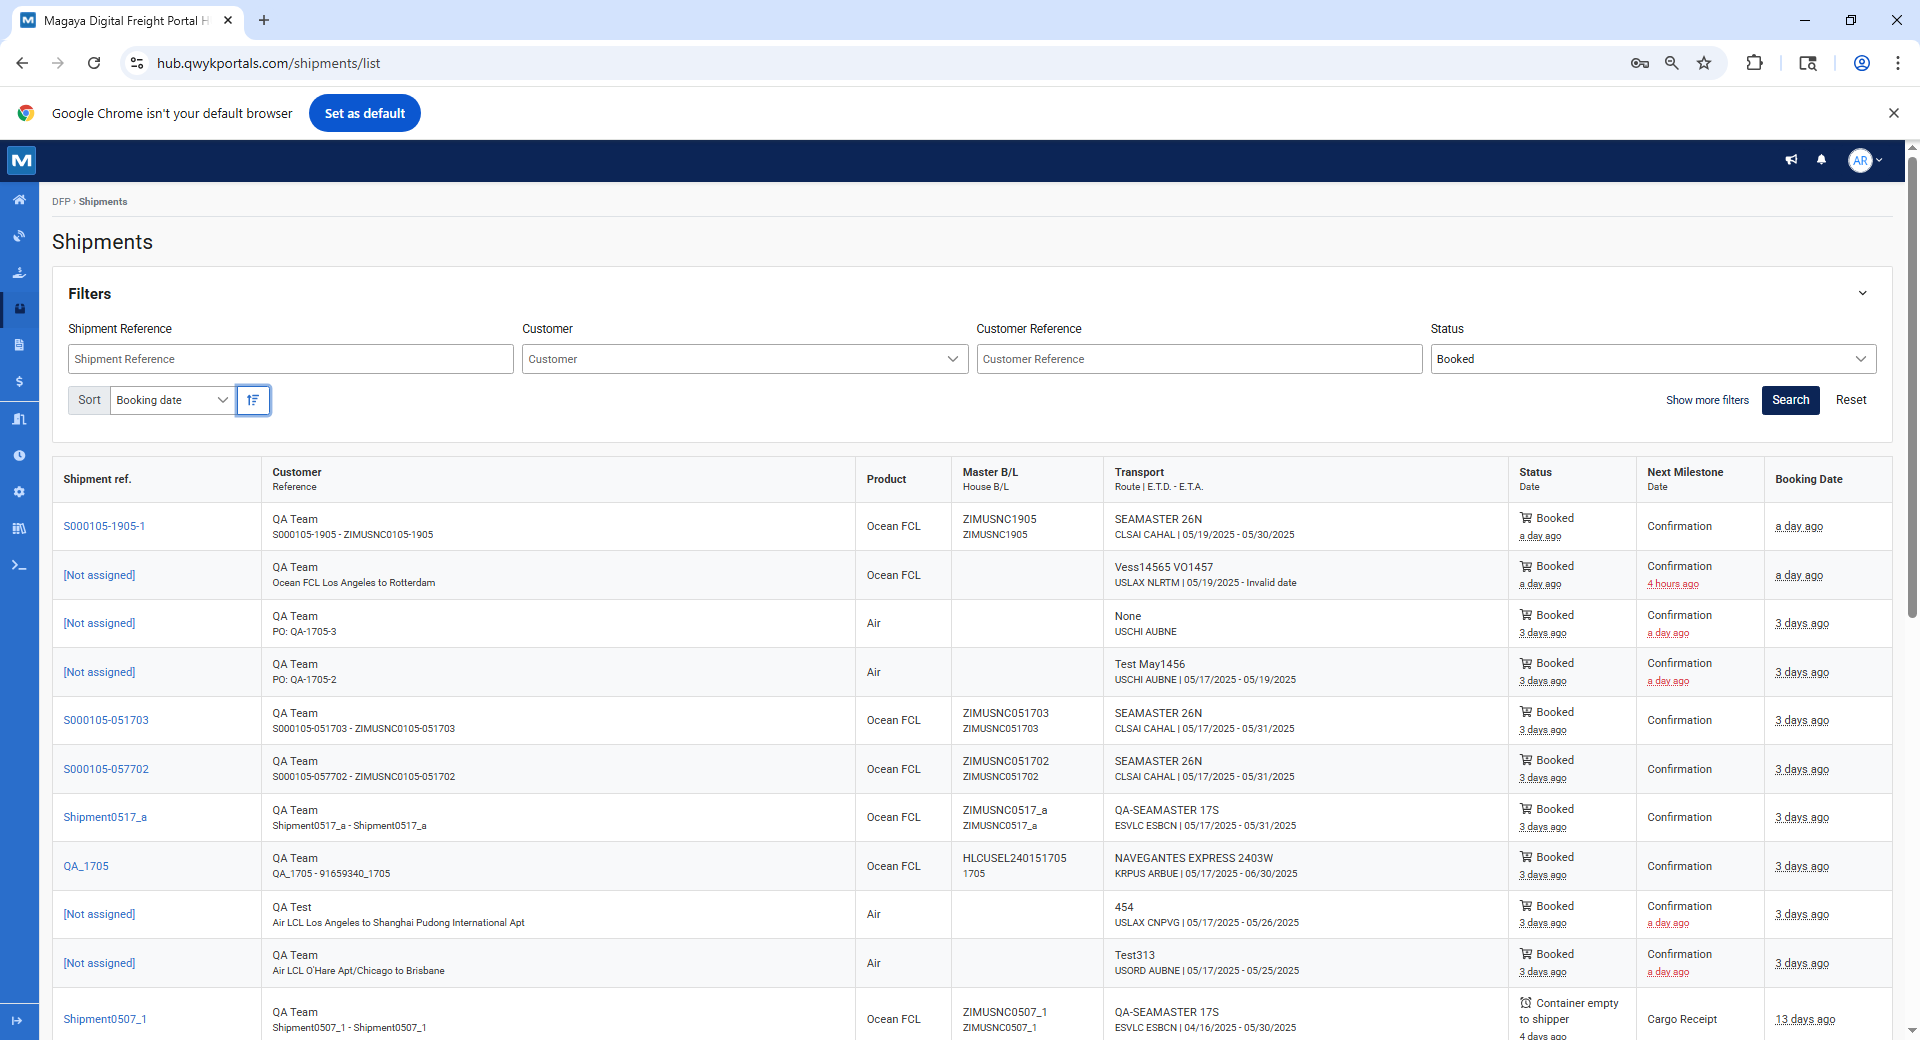 Magaya Digital Freight Portal H
hub.qwykportals.com/shipments/list
Google Chrome isn't your default browser
Set as default
M
AR
DFP › Shipments
Shipments
Filters
Shipment Reference
Customer
Customer Reference
Status
Shipment Reference
Customer
Customer Reference
Booked
Sort
Booking date
Show more filters
Search
Reset
Shipment ref.
Customer
Reference
Product
Master B/L
House B/L
Transport
Route | E.T.D. - E.T.A.
Status
Date
Next Milestone
Date
Booking Date
S000105-1905-1
QA Team
S000105-1905 - ZIMUSNC0105-1905
Ocean FCL
ZIMUSNC1905
ZIMUSNC1905
SEAMASTER 26N
CLSAI CAHAL | 05/19/2025 - 05/30/2025
Booked
a day ago
Confirmation
a day ago
[Not assigned]
QA Team
Ocean FCL Los Angeles to Rotterdam
Ocean FCL
Vess14565 VO1457
USLAX NLRTM | 05/19/2025 - Invalid date
Booked
a day ago
Confirmation
4 hours ago
a day ago
[Not assigned]
QA Team
PO: QA-1705-3
Air
None
USCHI AUBNE
Booked
3 days ago
Confirmation
a day ago
3 days ago
[Not assigned]
QA Team
PO: QA-1705-2
Air
Test May1456
USCHI AUBNE | 05/17/2025 - 05/19/2025
Booked
3 days ago
Confirmation
a day ago
3 days ago
S000105-051703
QA Team
S000105-051703 - ZIMUSNC0105-051703
Ocean FCL
ZIMUSNC051703
ZIMUSNC051703
SEAMASTER 26N
CLSAI CAHAL | 05/17/2025 - 05/31/2025
Booked
3 days ago
Confirmation
3 days ago
S000105-057702
QA Team
S000105-057702 - ZIMUSNC0105-051702
Ocean FCL
ZIMUSNC051702
ZIMUSNC051702
SEAMASTER 26N
CLSAI CAHAL | 05/17/2025 - 05/31/2025
Booked
3 days ago
Confirmation
3 days ago
Shipment0517_a
QA Team
Shipment0517_a - Shipment0517_a
Ocean FCL
ZIMUSNC0517_a
ZIMUSNC0517_a
QA-SEAMASTER 17S
ESVLC ESBCN | 05/17/2025 - 05/31/2025
Booked
3 days ago
Confirmation
3 days ago
QA_1705
QA Team
QA_1705 - 91659340_1705
Ocean FCL
HLCUSEL240151705
1705
NAVEGANTES EXPRESS 2403W
KRPUS ARBUE | 05/17/2025 - 06/30/2025
Booked
3 days ago
Confirmation
3 days ago
[Not assigned]
QA Test
Air LCL Los Angeles to Shanghai Pudong International Apt
Air
454
USLAX CNPVG | 05/17/2025 - 05/26/2025
Booked
3 days ago
Confirmation
a day ago
3 days ago
[Not assigned]
QA Team
Air LCL O'Hare Apt/Chicago to Brisbane
Air
Test313
USORD AUBNE | 05/17/2025 - 05/25/2025
Booked
3 days ago
Confirmation
a day ago
3 days ago
Shipment0507_1
QA Team
Shipment0507_1 - Shipment0507_1
Ocean FCL
ZIMUSNC0507_1
ZIMUSNC0507_1
QA-SEAMASTER 17S
ESVLC ESBCN | 04/16/2025 - 05/30/2025
Container empty
to shipper
4 days ago
Cargo Receipt
13 days ago